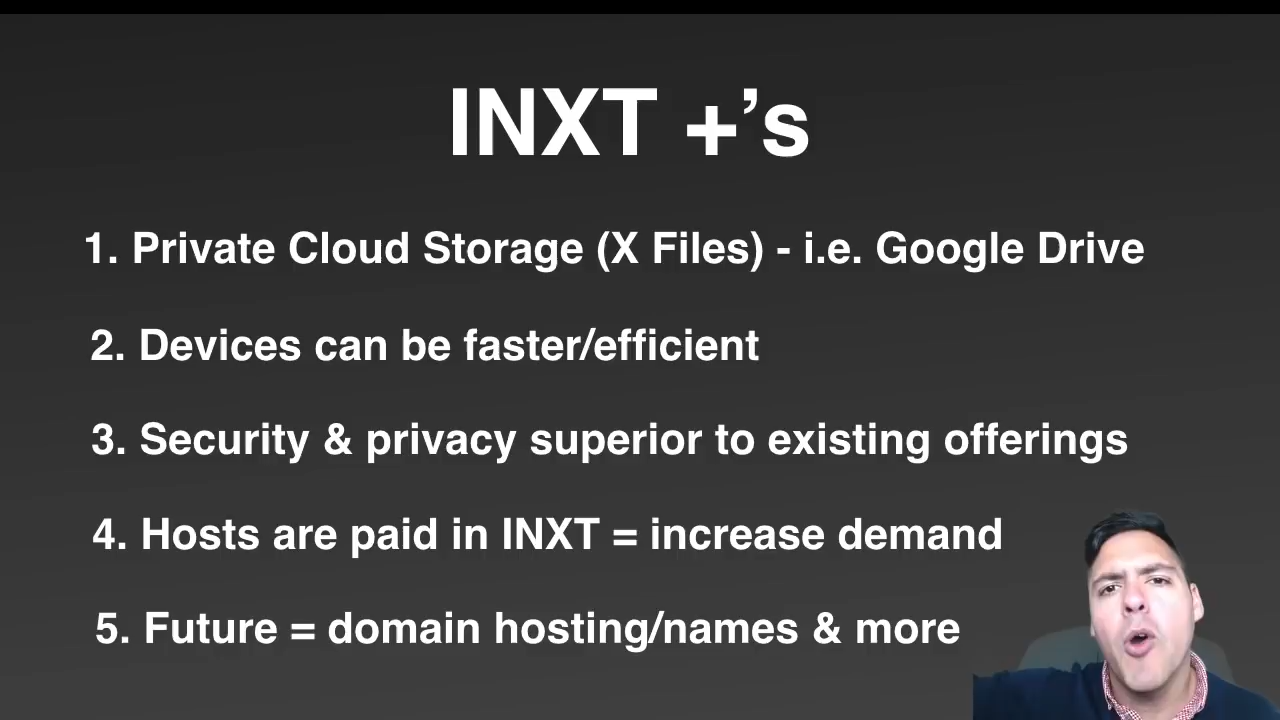 INXT +’s
1. Private Cloud Storage (X Files) - i.e. Google Drive
2. Devices can be faster/efficient
3. Security & privacy superior to existing offerings
4. Hosts are paid in INXT = increase demand
5. Future = domain hosting/names & more